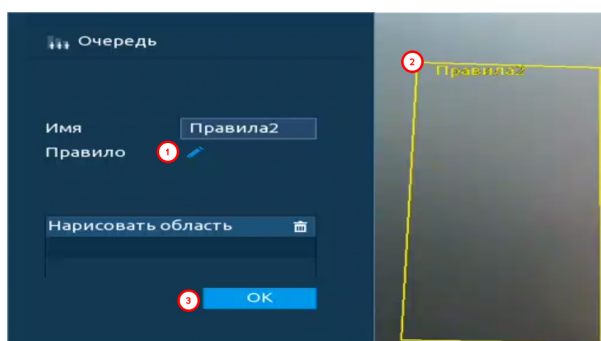 Очередь
Имя Правила2
Правило 1
Нарисовать область
3 OK
2
Правила2